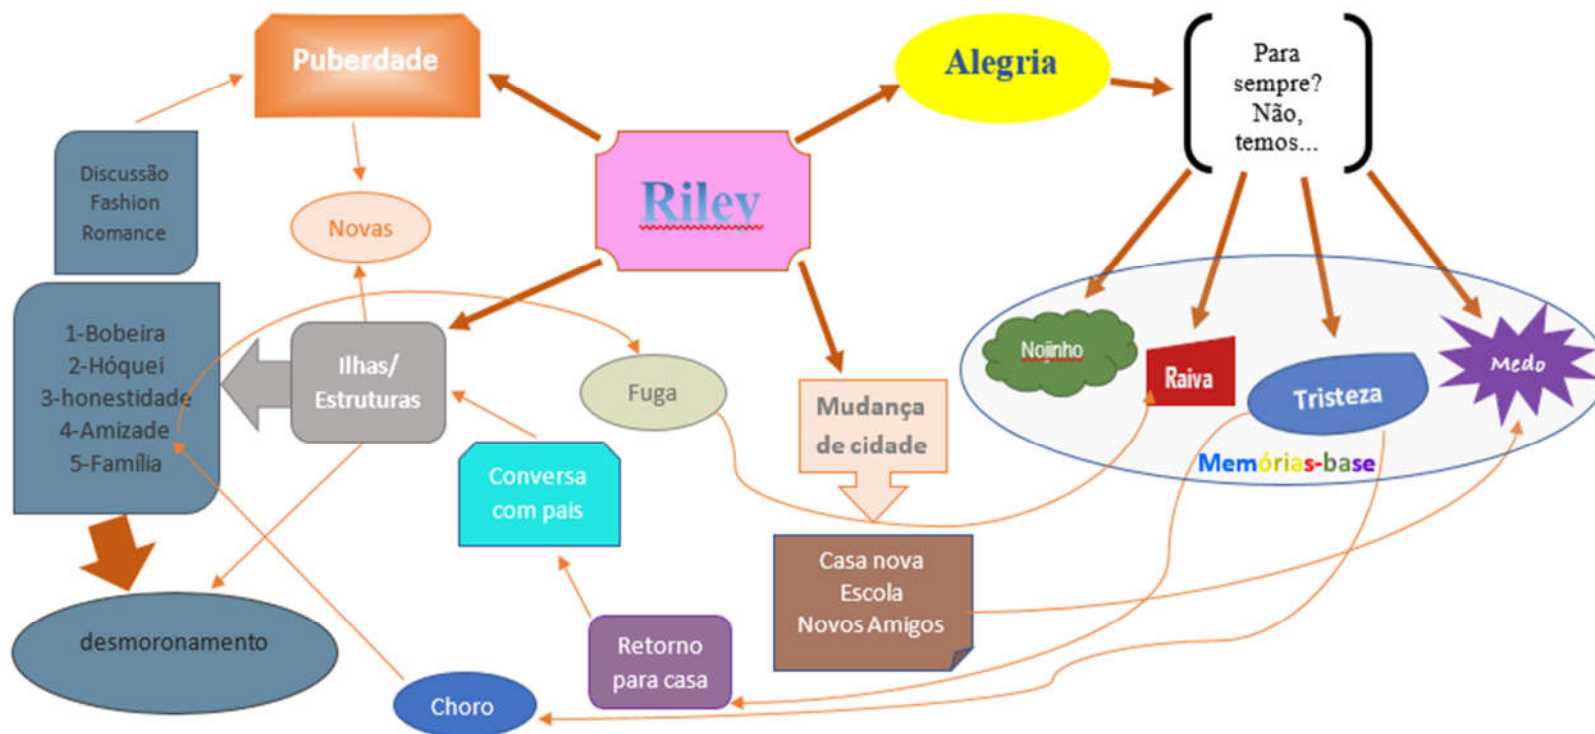 Puberdade
Alegria
Para
sempre?
Não,
temos...
Discussão
Fashion
Romance
Riley
Novas
1-Bobeira
2-Hóquei
3-honestidade
4-Amizade
5-Família
Ilhas/
Estruturas
Fuga
Mudança
de cidade
Nojinho
Raiva
Tristeza
Medo
Memórias-base
Conversa
com pais
Casa nova
Escola
Novos Amigos
desmoronamento
Retorno
para casa
Choro